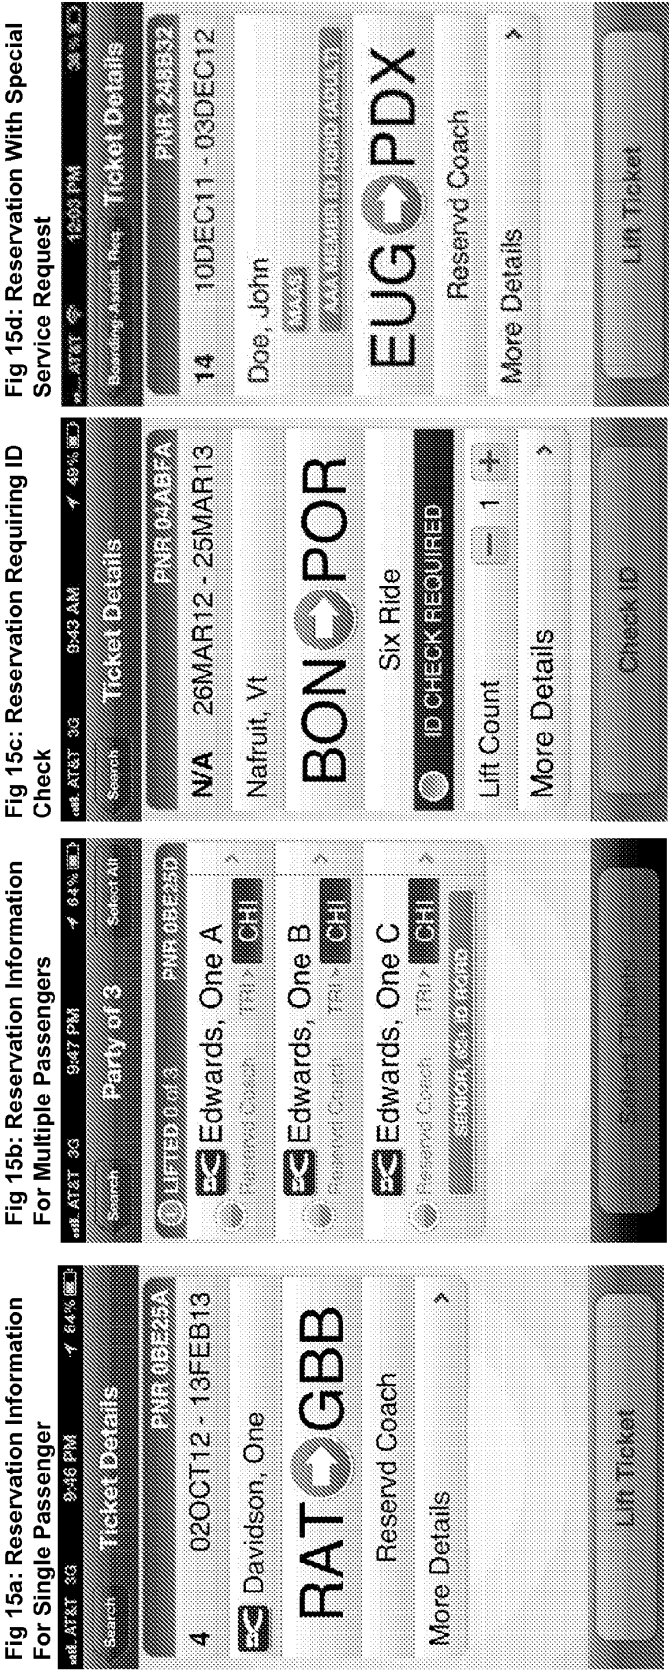 Fig 15a: Reservation Information
For Single Passenger
AT&T 3G 9:46 PM 64%
Search Ticket Details
PNR 0BE25A
4 02OCT12 - 13FEB13
Davidson, One
RAT GBB
Reservd Coach
More Details >
Lift Ticket
Fig 15b: Reservation Information
For Multiple Passengers
AT&T 3G 9:47 PM 64%
Search Party of 3 Select All
LIFTED 0 of 3 PNR 0BE25D
Edwards, One A
Reservd Coach TRI > CHI >
Edwards, One B
Reservd Coach TRI > CHI >
Edwards, One C
Reservd Coach TRI > CHI >
Fig 15c: Reservation Requiring ID
Check
AT&T 3G 9:43 AM 49%
Search Ticket Details
PNR 04ABFA
N/A 26MAR12 - 25MAR13
Nafruit, Vt
BON POR
Six Ride
ID CHECK REQUIRED
Lift Count − 1 +
More Details >
Check ID
Fig 15d: Reservation With Special
Service Request
AT&T
Ticket Details
PNR 248B32
14 10DEC11 - 03DEC12
Doe, John
EUG PDX
Reservd Coach
More Details >
Lift Ticket